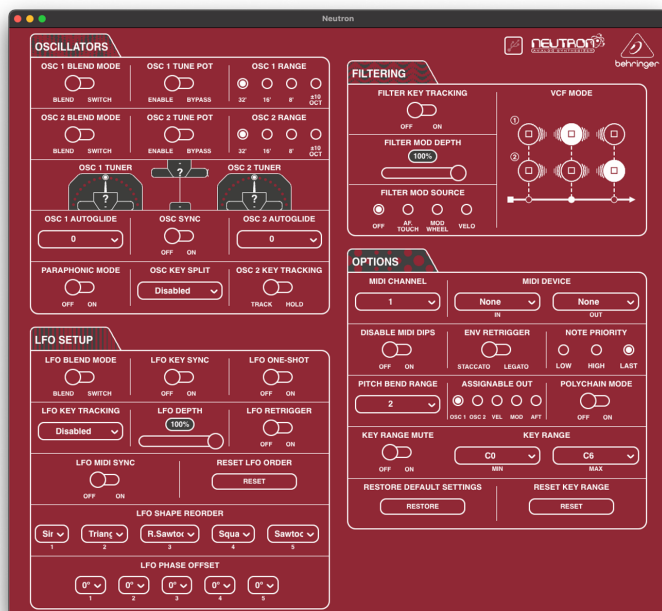 Neutron
NEUTRON
ANALOG SYNTHESISER
behringer
OSCILLATORS
OSC 1 BLEND MODE OSC 1 TUNE POT OSC 1 RANGE
BLEND SWITCH ENABLE BYPASS 32' 16' 8' ±10 OCT
OSC 2 BLEND MODE OSC 2 TUNE POT OSC 2 RANGE
BLEND SWITCH ENABLE BYPASS 32' 16' 8' ±10 OCT
OSC 1 TUNER ? OSC 2 TUNER
? ?
OSC 1 AUTOGLIDE OSC SYNC OSC 2 AUTOGLIDE
0 OFF ON 0
PARAPHONIC MODE OSC KEY SPLIT OSC 2 KEY TRACKING
OFF ON Disabled TRACK HOLD
LFO SETUP
LFO BLEND MODE LFO KEY SYNC LFO ONE-SHOT
BLEND SWITCH OFF ON OFF ON
LFO KEY TRACKING LFO DEPTH LFO RETRIGGER
Disabled 100% OFF ON
LFO MIDI SYNC RESET LFO ORDER
OFF ON RESET
LFO SHAPE REORDER
Sir Triang R.Sawtoo Squa Sawtoo
1 2 3 4 5
LFO PHASE OFFSET
0° 0° 0° 0° 0°
1 2 3 4 5
FILTERING
FILTER KEY TRACKING VCF MODE
OFF ON
FILTER MOD DEPTH
100%
FILTER MOD SOURCE
OFF AF. TOUCH MOD WHEEL VELO
1
2
OPTIONS
MIDI CHANNEL MIDI DEVICE
1 None None
IN OUT
DISABLE MIDI DIPS ENV RETRIGGER NOTE PRIORITY
OFF ON STACCATO LEGATO LOW HIGH LAST
PITCH BEND RANGE ASSIGNABLE OUT POLYCHAIN MODE
2 OSC 1 OSC 2 VEL MOD AFT OFF ON
KEY RANGE MUTE KEY RANGE
OFF ON C0 C6
MIN MAX
RESTORE DEFAULT SETTINGS RESET KEY RANGE
RESTORE RESET